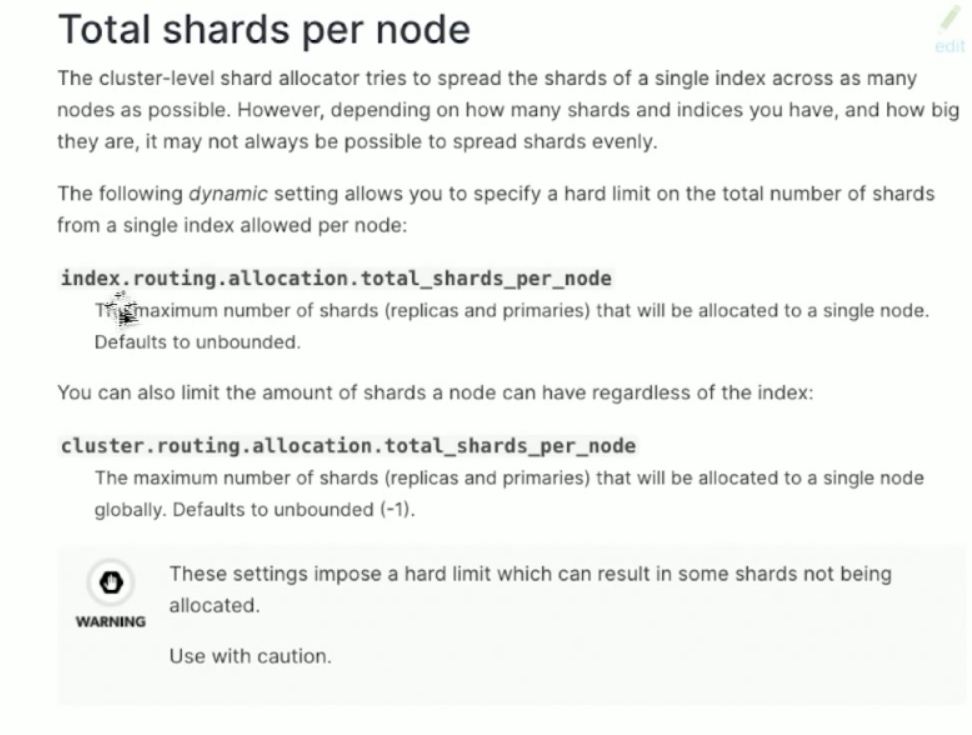 Total shards per node
edit
The cluster-level shard allocator tries to spread the shards of a single index across as many
nodes as possible. However, depending on how many shards and indices you have, and how big
they are, it may not always be possible to spread shards evenly.
The following dynamic setting allows you to specify a hard limit on the total number of shards
from a single index allowed per node:
index.routing.allocation.total_shards_per_node
maximum number of shards (replicas and primaries) that will be allocated to a single node.
Defaults to unbounded.
You can also limit the amount of shards a node can have regardless of the index:
cluster.routing.allocation.total_shards_per_node
The maximum number of shards (replicas and primaries) that will be allocated to a single node
globally. Defaults to unbounded (-1).
These settings impose a hard limit which can result in some shards not being
allocated.
WARNING
Use with caution.